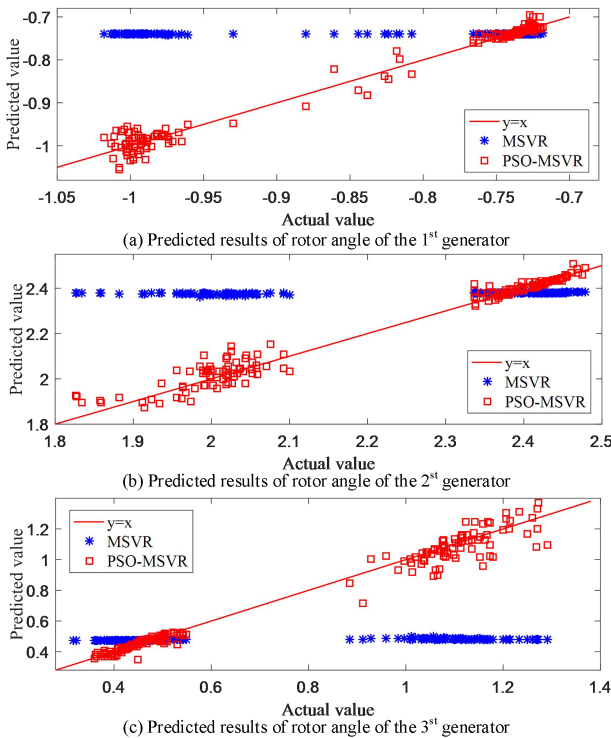 -0.7
-0.8
-0.9
-1
Predicted value
y=x
MSVR
PSO-MSVR
-1.05 -1 -0.95 -0.9 -0.85 -0.8 -0.75 -0.7
Actual value
(a) Predicted results of rotor angle of the 1st generator
2.4
2.2
2
1.8
Predicted value
MSVR
y=x
PSO-MSVR
1.8 1.9 2 2.1 2.2 2.3 2.4 2.5
Actual value
(b) Predicted results of rotor angle of the 2st generator
1.2
1
0.8
0.6
0.4
Predicted value
y=x
MSVR
PSO-MSVR
0.4 0.6 0.8 1 1.2 1.4
Actual value
(c) Predicted results of rotor angle of the 3st generator